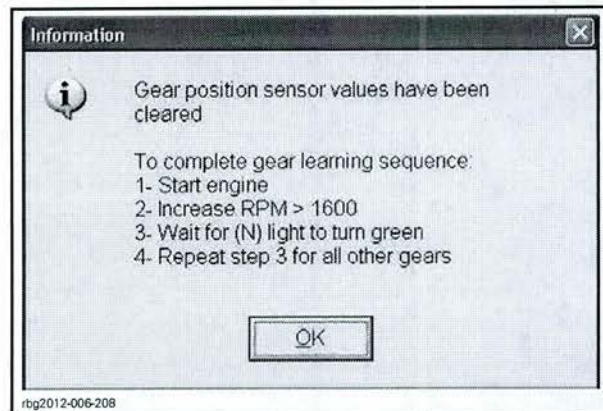 Information
Gear position sensor values have been
cleared
To complete gear learning sequence:
1- Start engine
2- Increase RPM > 1600
3- Wait for (N) light to turn green
4- Repeat step 3 for all other gears
OK
rbg2012-006-208